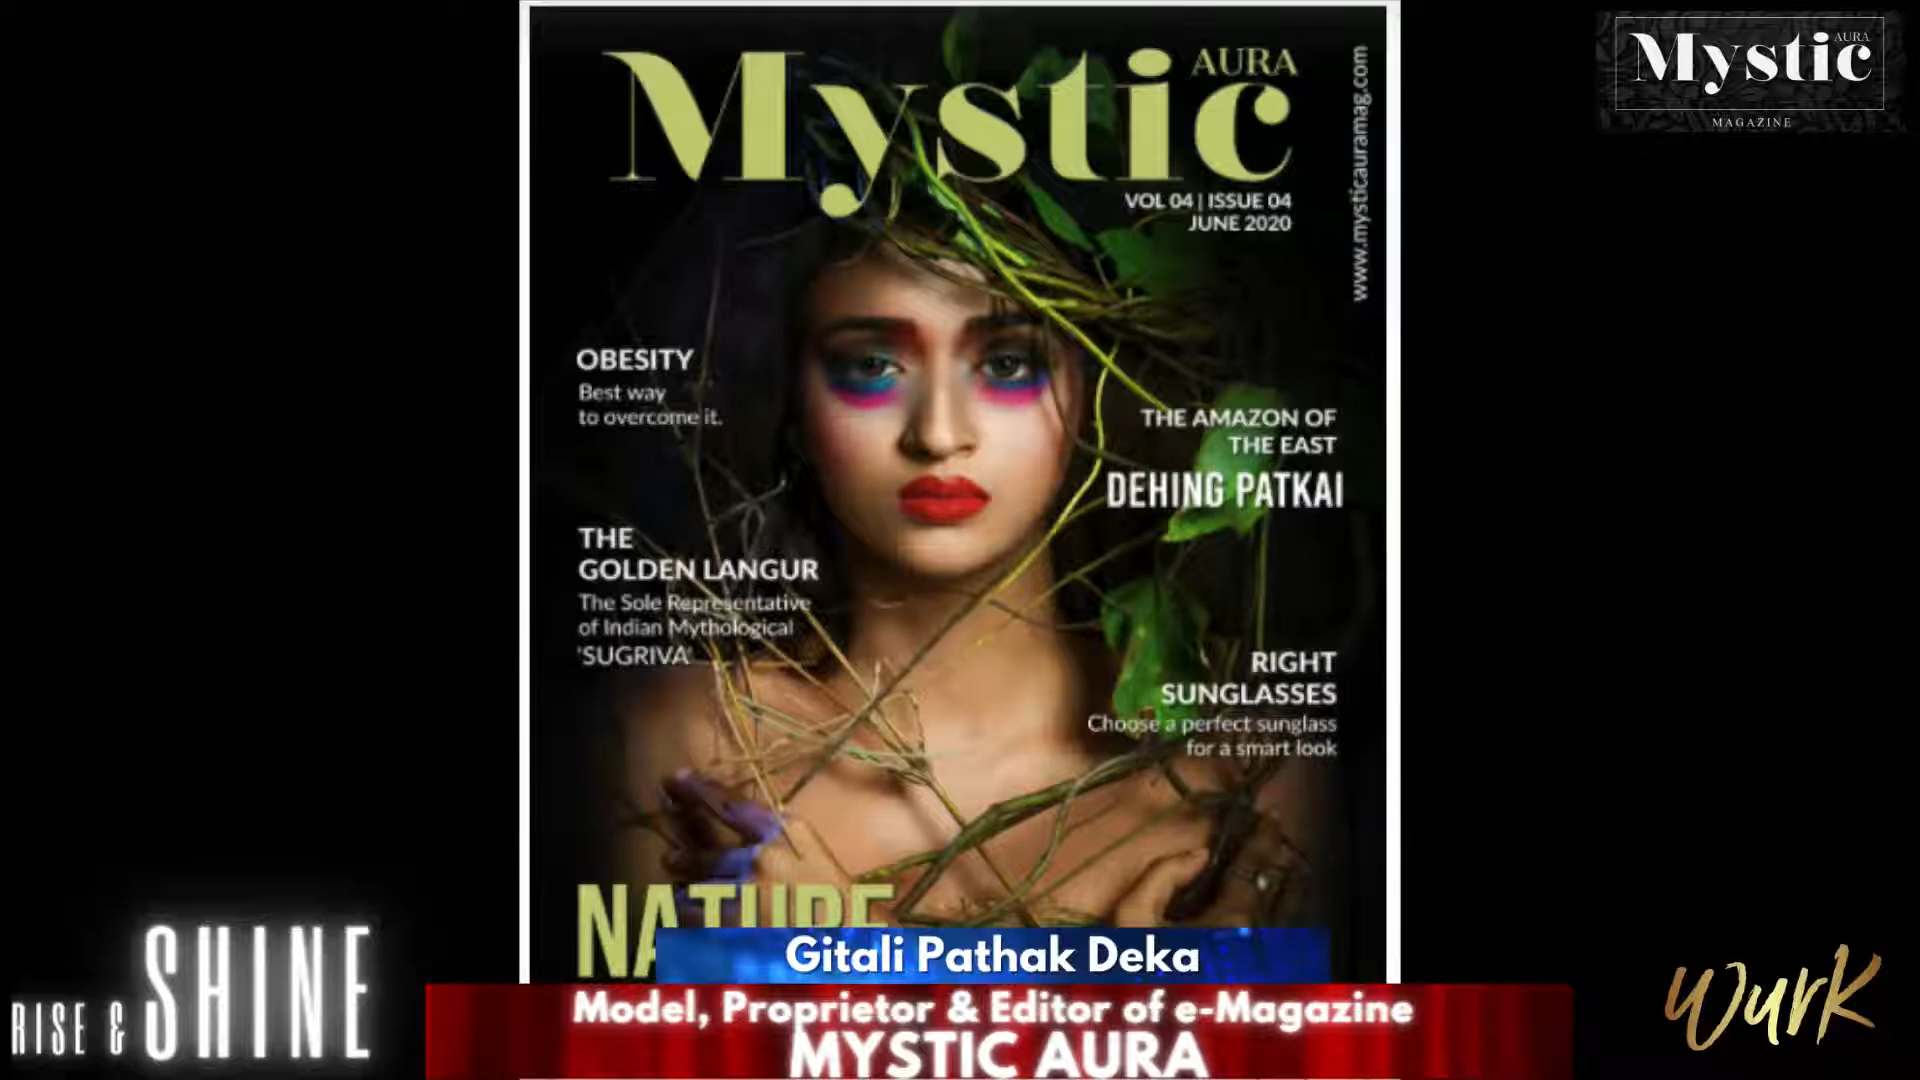 Mystic
AURA
VOL 04 | ISSUE 04
JUNE 2020
www.mysticauramag.com
OBESITY
Best way
to overcome it.
THE AMAZON OF
THE EAST
DEHING PATKAI
THE
GOLDEN LANGUR
The Sole Representative
of Indian Mythological
'SUGRIVA'
RIGHT
SUNGLASSES
Choose a perfect sunglass
for a smart look
NATURE
Mystic
AURA
MAGAZINE
RISE & SHINE
Gitali Pathak Deka
Model, Proprietor & Editor of e-Magazine
MYSTIC AURA
WurK